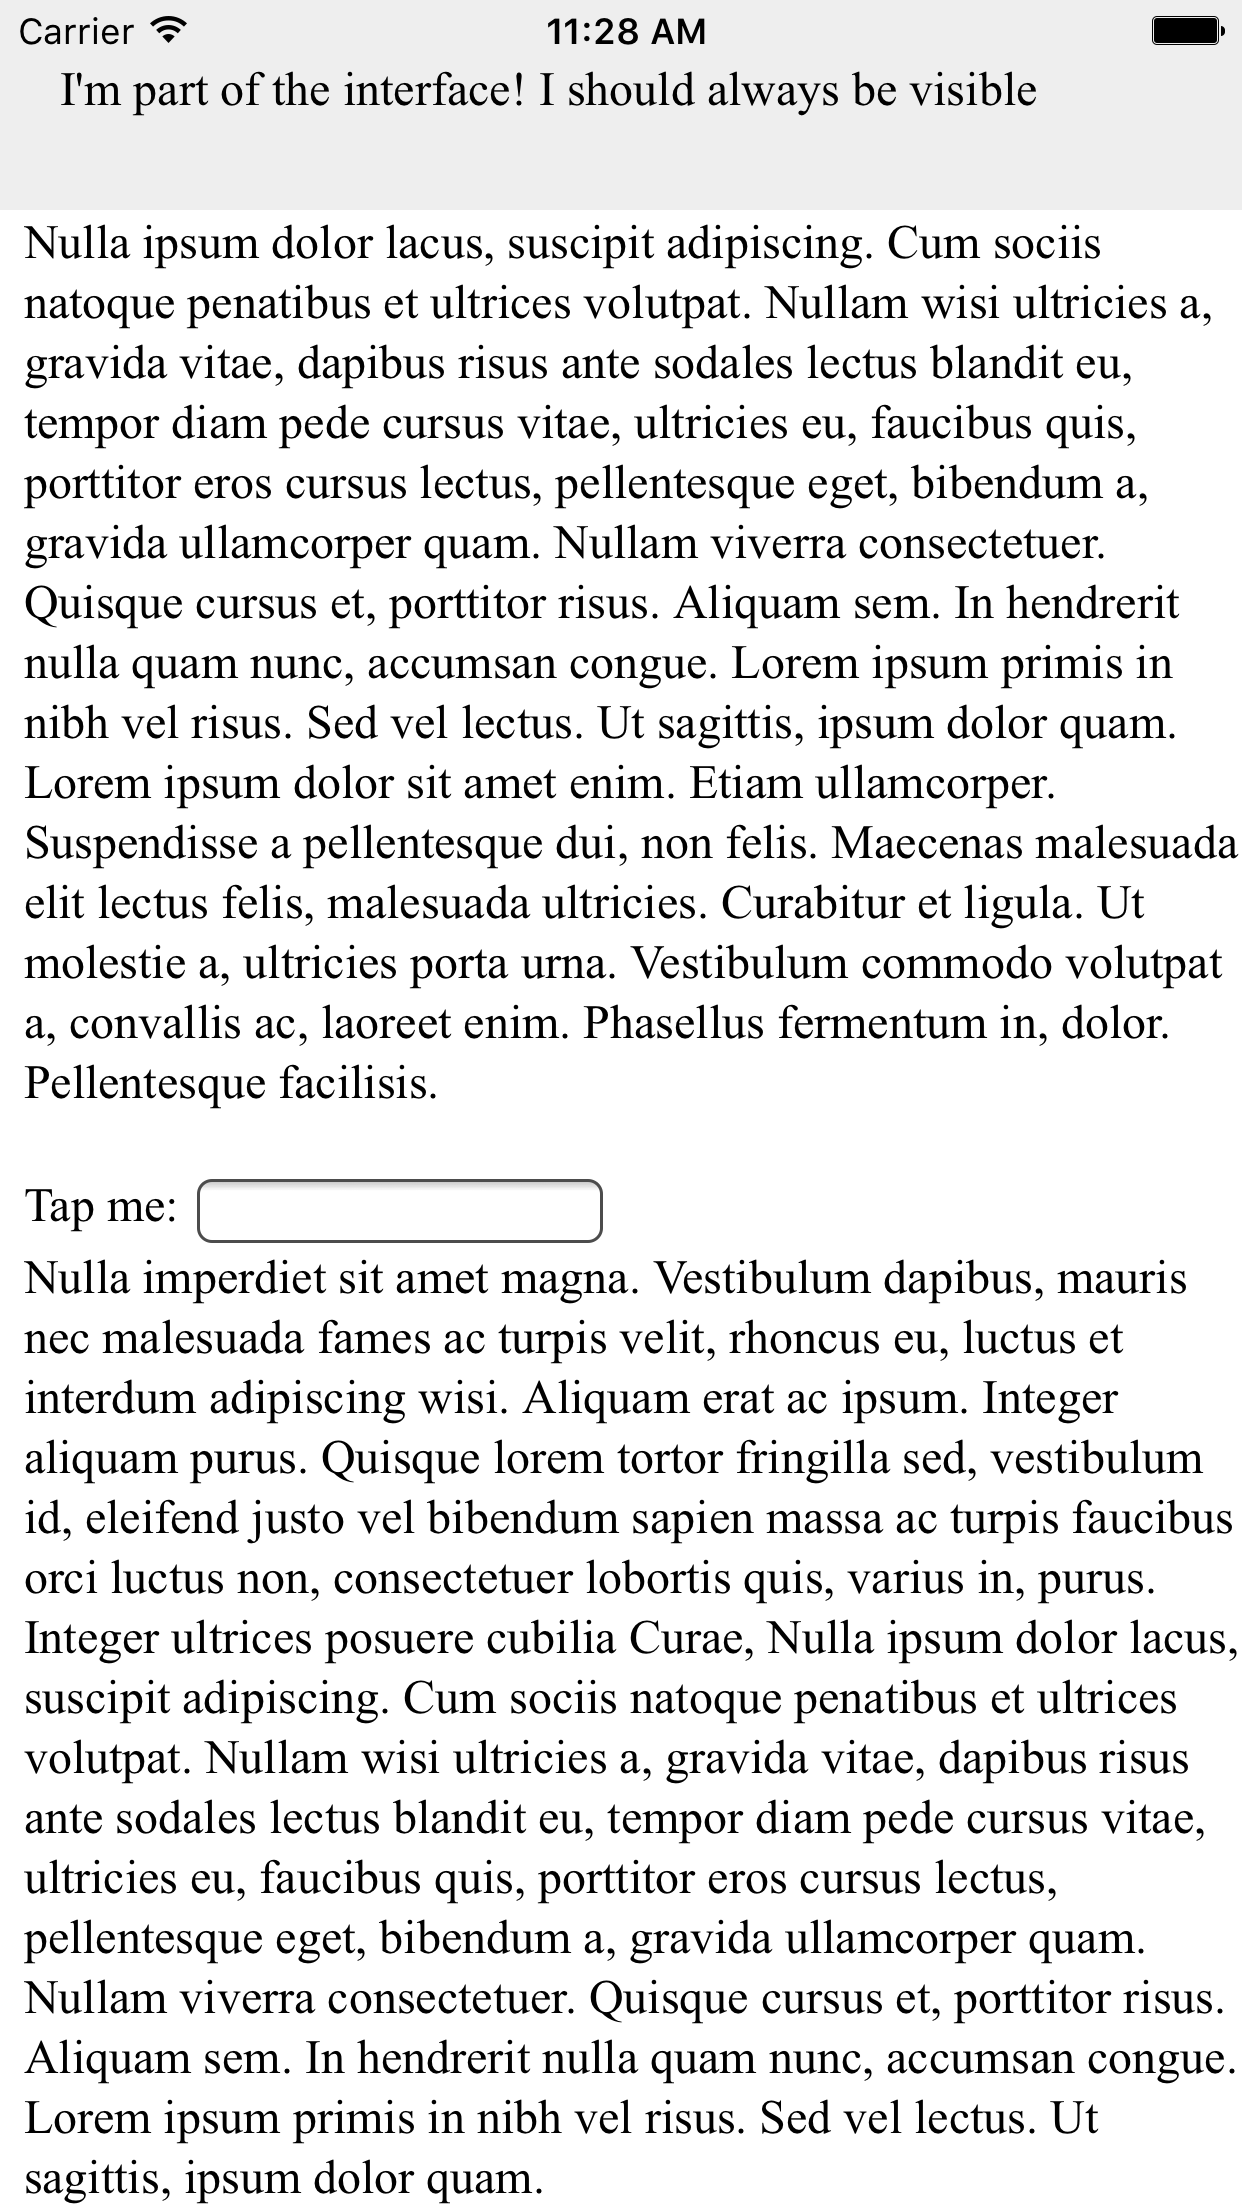 Carrier 11:28 AM
I'm part of the interface! I should always be visible
Nulla ipsum dolor lacus, suscipit adipiscing. Cum sociis
natoque penatibus et ultrices volutpat. Nullam wisi ultricies a,
gravida vitae, dapibus risus ante sodales lectus blandit eu,
tempor diam pede cursus vitae, ultricies eu, faucibus quis,
porttitor eros cursus lectus, pellentesque eget, bibendum a,
gravida ullamcorper quam. Nullam viverra consectetuer.
Quisque cursus et, porttitor risus. Aliquam sem. In hendrerit
nulla quam nunc, accumsan congue. Lorem ipsum primis in
nibh vel risus. Sed vel lectus. Ut sagittis, ipsum dolor quam.
Lorem ipsum dolor sit amet enim. Etiam ullamcorper.
Suspendisse a pellentesque dui, non felis. Maecenas malesuada
elit lectus felis, malesuada ultricies. Curabitur et ligula. Ut
molestie a, ultricies porta urna. Vestibulum commodo volutpat
a, convallis ac, laoreet enim. Phasellus fermentum in, dolor.
Pellentesque facilisis.
Tap me:
Nulla imperdiet sit amet magna. Vestibulum dapibus, mauris
nec malesuada fames ac turpis velit, rhoncus eu, luctus et
interdum adipiscing wisi. Aliquam erat ac ipsum. Integer
aliquam purus. Quisque lorem tortor fringilla sed, vestibulum
id, eleifend justo vel bibendum sapien massa ac turpis faucibus
orci luctus non, consectetuer lobortis quis, varius in, purus.
Integer ultrices posuere cubilia Curae, Nulla ipsum dolor lacus,
suscipit adipiscing. Cum sociis natoque penatibus et ultrices
volutpat. Nullam wisi ultricies a, gravida vitae, dapibus risus
ante sodales lectus blandit eu, tempor diam pede cursus vitae,
ultricies eu, faucibus quis, porttitor eros cursus lectus,
pellentesque eget, bibendum a, gravida ullamcorper quam.
Nullam viverra consectetuer. Quisque cursus et, porttitor risus.
Aliquam sem. In hendrerit nulla quam nunc, accumsan congue.
Lorem ipsum primis in nibh vel risus. Sed vel lectus. Ut
sagittis, ipsum dolor quam.